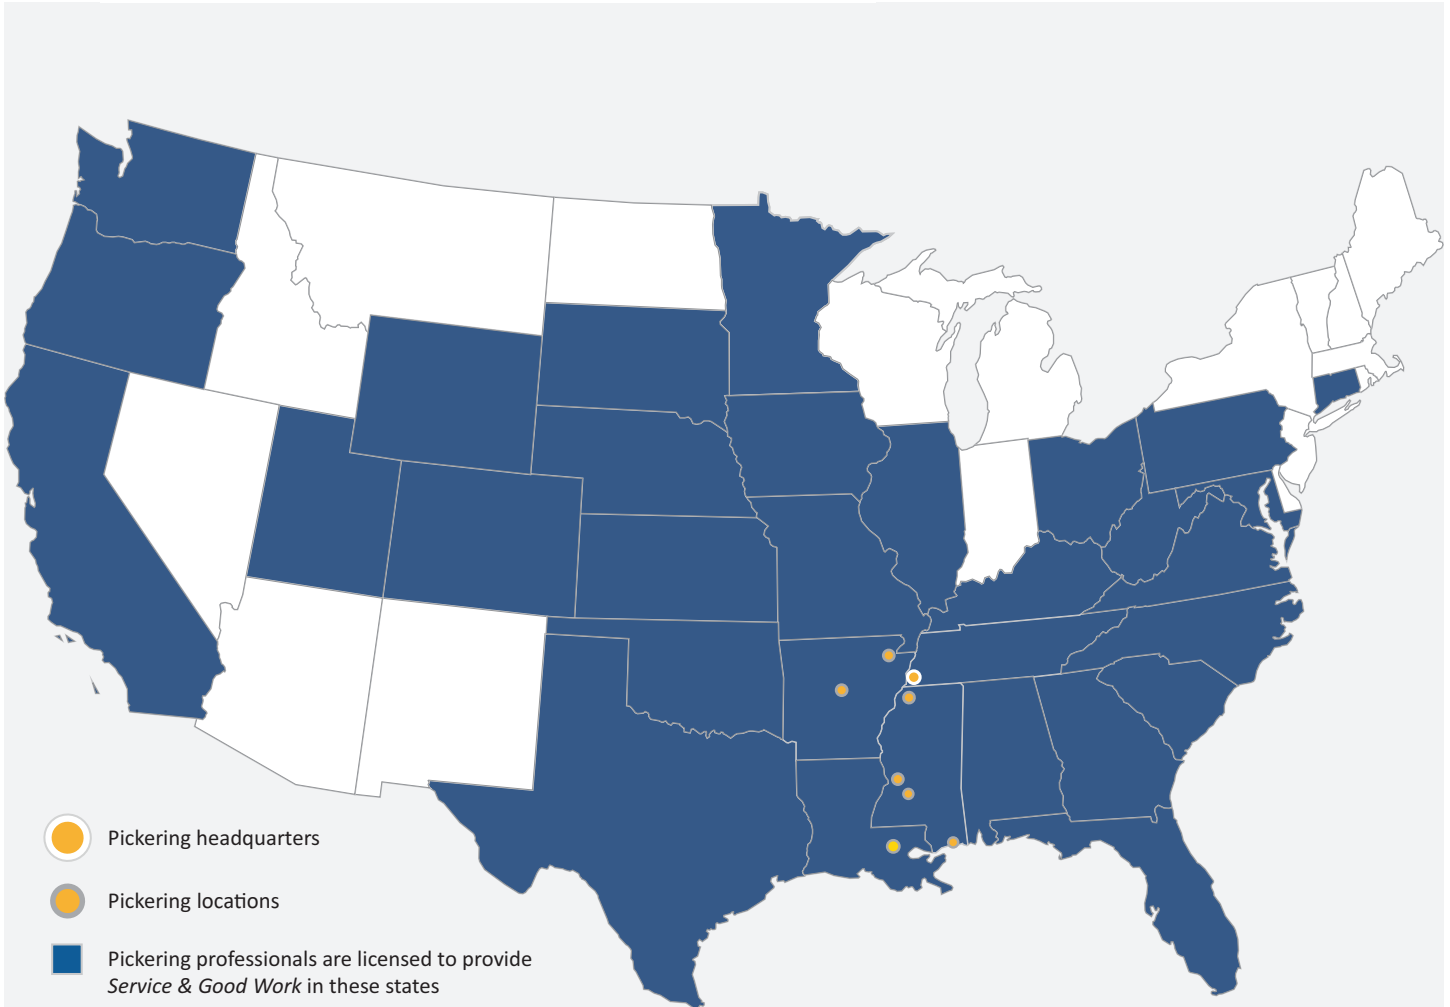 Pickering headquarters
Pickering locations
Pickering professionals are licensed to provide
Service & Good Work in these states